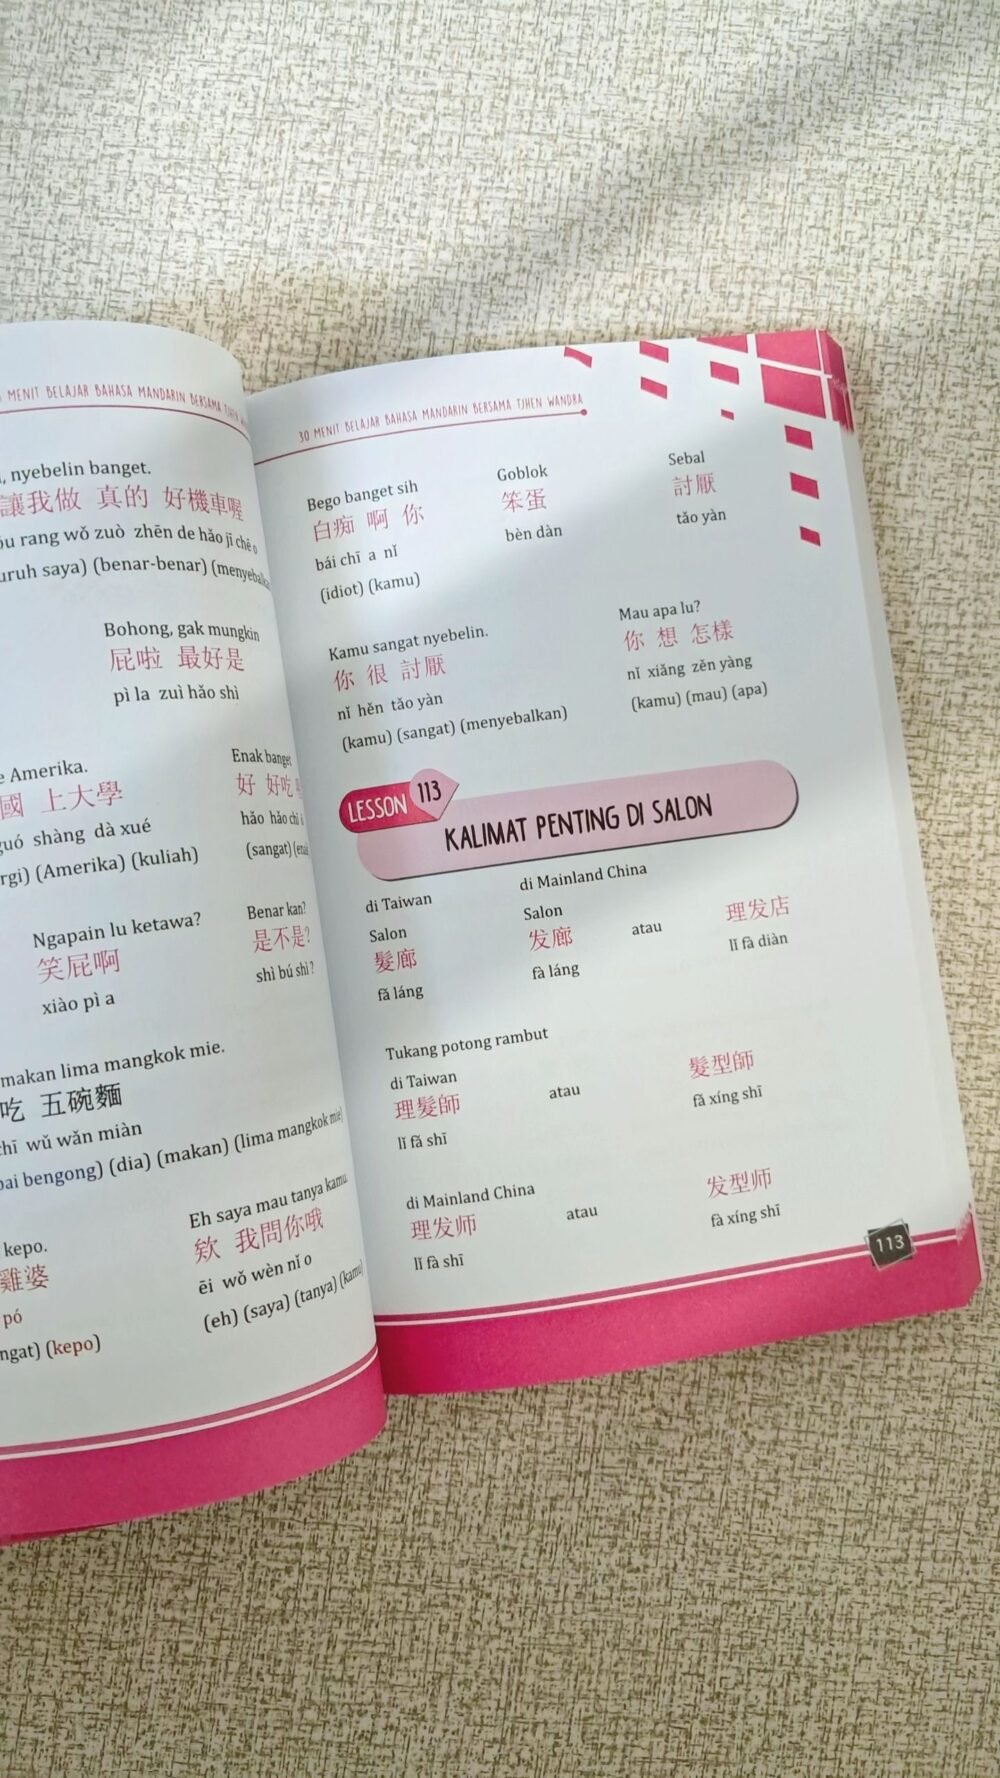 MENIT BELAJAR BAHASA MANDARIN BERSAMA TJHEN
nyebelin banget.
讓我做 真的 好機車喔
rang wǒ zuò zhēn de hǎo jī chē o
saya) (benar-benar)
Bohong, gak mungkin
屁啦 最好是
pì la zuì hǎo shì
Amerika.
國 上大學
shàng dà xué
(Amerika) (kuliah)
Enak banget
好 好吃
hǎo hǎo chī
(sangat)
Ngapain lu ketawa?
笑屁啊
xiào pì a
Benar kan?
是不是?
shì bú shì?
makan lima mangkok mie.
吃 五碗麵
wǔ wǎn miàn
bengong) (dia) (makan) (lima mangkok mie)
kepo.
雞婆
pó
(kepo)
Eh saya mau tanya kamu
欸 我問你哦
ēi wǒ wèn nǐ o
(eh) (saya) (tanya) (kamu)
30 MENIT BELAJAR BAHASA MANDARIN BERSAMA TJHEN WANDRA
Bego banget sih
白痴 啊 你
bái chī a nǐ
(idiot) (kamu)
Goblok
笨蛋
bèn dàn
Sebal
討厭
tǎo yàn
Kamu sangat nyebelin.
你 很 討厭
nǐ hěn tǎo yàn
(kamu) (sangat) (menyebalkan)
Mau apa lu?
你 想 怎樣
nǐ xiǎng zěn yàng
(kamu) (mau) (apa)
LESSON 113
KALIMAT PENTING DI SALON
di Taiwan
Salon
髮廊
fǎ láng
di Mainland China
Salon
发廊 atau 理发店
fà láng lǐ fà diàn
Tukang potong rambut
di Taiwan
理髮師 atau 髮型師
lǐ fǎ shī fǎ xíng shī
di Mainland China
理发师 atau 发型师
lǐ fà shī fà xíng shī
113